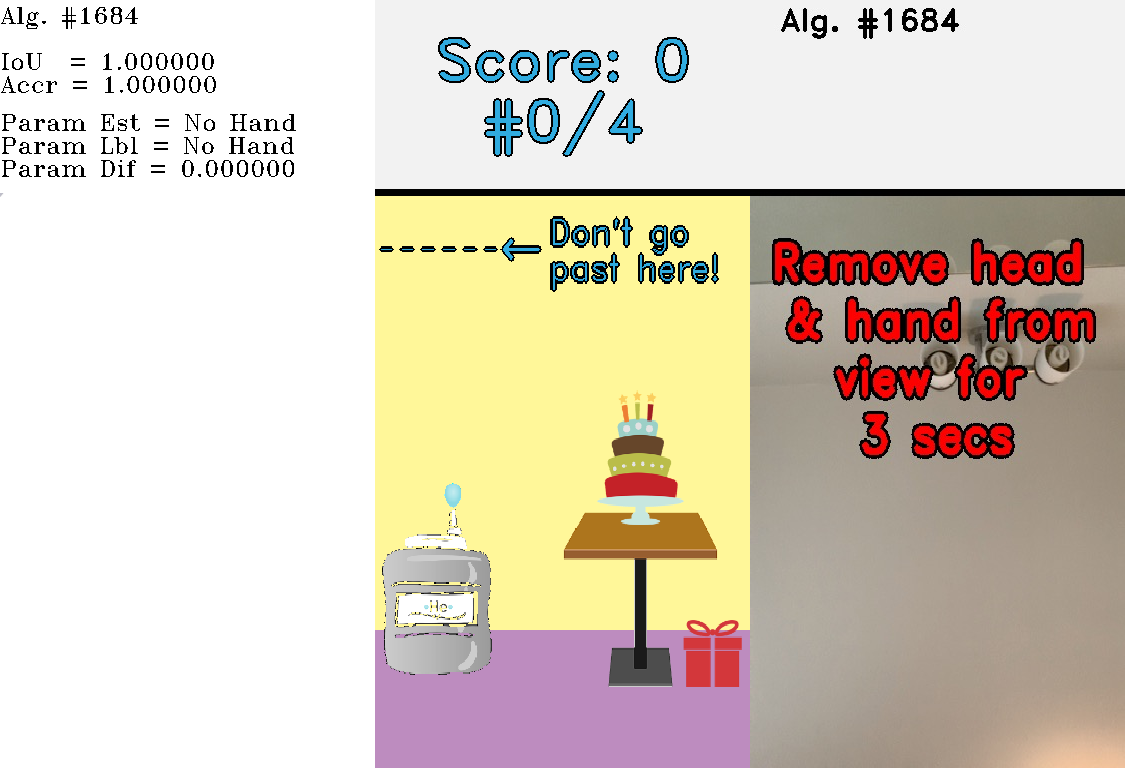 Alg. #1684
IoU = 1.000000
Accr = 1.000000
Param Est = No Hand
Param Lbl = No Hand
Param Dif = 0.000000
Score: 0
#0/4
Alg. #1684
Don't go
past here!
Remove head
& hand from
view for
3 secs